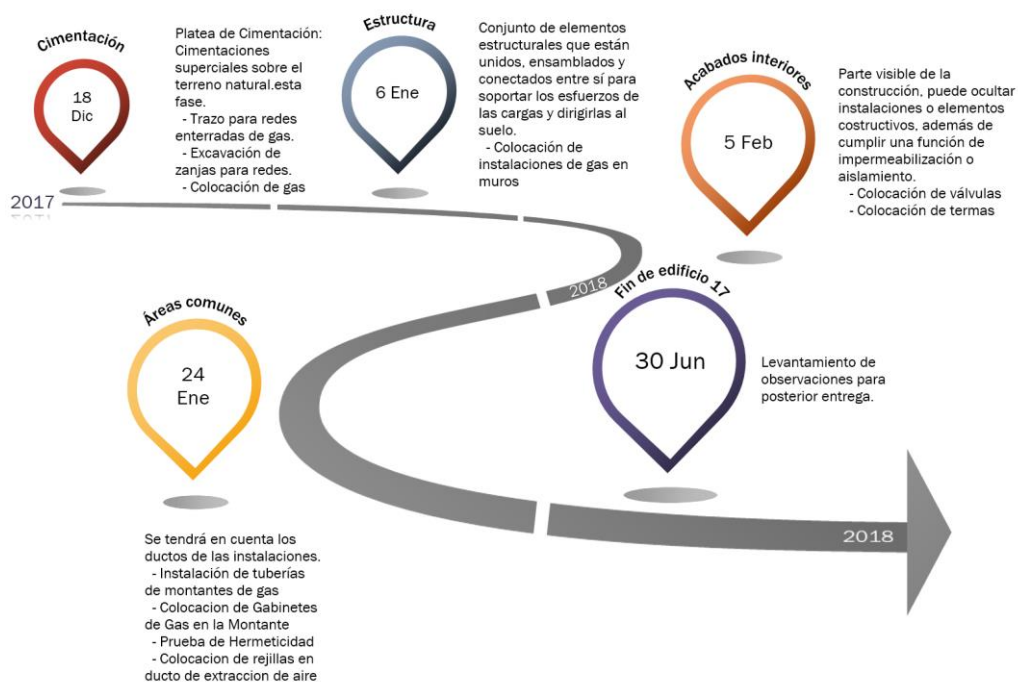 Cimentación
18
Dic
Platea de Cimentación:
Cimentaciones
superciales sobre el
terreno natural.esta
fase.
- Trazo para redes
enterradas de gas.
- Excavación de
zanjas para redes.
- Colocación de gas
Estructura
6 Ene
Conjunto de elementos
estructurales que están
unidos, ensamblados y
conectados entre sí para
soportar los esfuerzos de
las cargas y dirigirlas al
suelo.
- Colocación de
instalaciones de gas en
muros
Acabados interiores
5 Feb
Parte visible de la
construcción, puede ocultar
instalaciones o elementos
costructivos, además de
cumplir una función de
impermeabilización o
aislamiento.
- Colocación de válvulas
- Colocación de termas
2017
2018
Áreas comunes
24
Ene
Se tendrá en cuenta los
ductos de las instalaciones.
- Instalación de tuberías
de montantes de gas
- Colocacion de Gabinetes
de Gas en la Montante
- Prueba de Hermeticidad
- Colocacion de rejillas en
ducto de extraccion de aire
Fin de edificio 17
30 Jun
Levantamiento de
observaciones para
posterior entrega.
2018